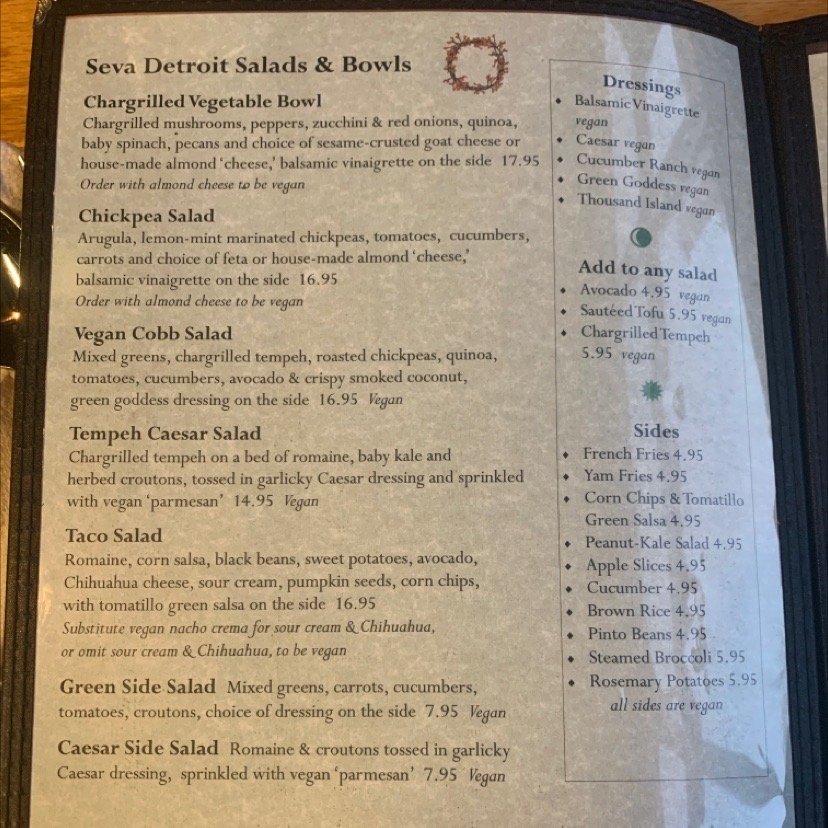 Seva Detroit Salads & Bowls
Chargrilled Vegetable Bowl
Chargrilled mushrooms, peppers, zucchini & red onions, quinoa,
baby spinach, pecans and choice of sesame-crusted goat cheese or
house-made almond ‘cheese,’ balsamic vinaigrette on the side 17.95
Order with almond cheese to be vegan
Chickpea Salad
Arugula, lemon-mint marinated chickpeas, tomatoes, cucumbers,
carrots and choice of feta or house-made almond ‘cheese,’
balsamic vinaigrette on the side 16.95
Order with almond cheese to be vegan
Vegan Cobb Salad
Mixed greens, chargrilled tempeh, roasted chickpeas, quinoa,
tomatoes, cucumbers, avocado & crispy smoked coconut,
green goddess dressing on the side 16.95 Vegan
Tempeh Caesar Salad
Chargrilled tempeh on a bed of romaine, baby kale and
herbed croutons, tossed in garlicky Caesar dressing and sprinkled
with vegan ‘parmesan’ 14.95 Vegan
Taco Salad
Romaine, corn salsa, black beans, sweet potatoes, avocado,
Chihuahua cheese, sour cream, pumpkin seeds, corn chips,
with tomatillo green salsa on the side 16.95
Substitute vegan nacho crema for sour cream & Chihuahua,
or omit sour cream & Chihuahua, to be vegan
Green Side Salad Mixed greens, carrots, cucumbers,
tomatoes, croutons, choice of dressing on the side 7.95 Vegan
Caesar Side Salad Romaine & croutons tossed in garlicky
Caesar dressing, sprinkled with vegan ‘parmesan’ 7.95 Vegan
Dressings
• Balsamic Vinaigrette
vegan
• Caesar vegan
• Cucumber Ranch vegan
• Green Goddess vegan
• Thousand Island vegan
Add to any salad
• Avocado 4.95 vegan
• Sautéed Tofu 5.95 vegan
• Chargrilled Tempeh
5.95 vegan
Sides
• French Fries 4.95
• Yam Fries 4.95
• Corn Chips & Tomatillo
Green Salsa 4.95
• Peanut-Kale Salad 4.95
• Apple Slices 4.95
• Cucumber 4.95
• Brown Rice 4.95
• Pinto Beans 4.95
• Steamed Broccoli 5.95
• Rosemary Potatoes 5.95
all sides are vegan